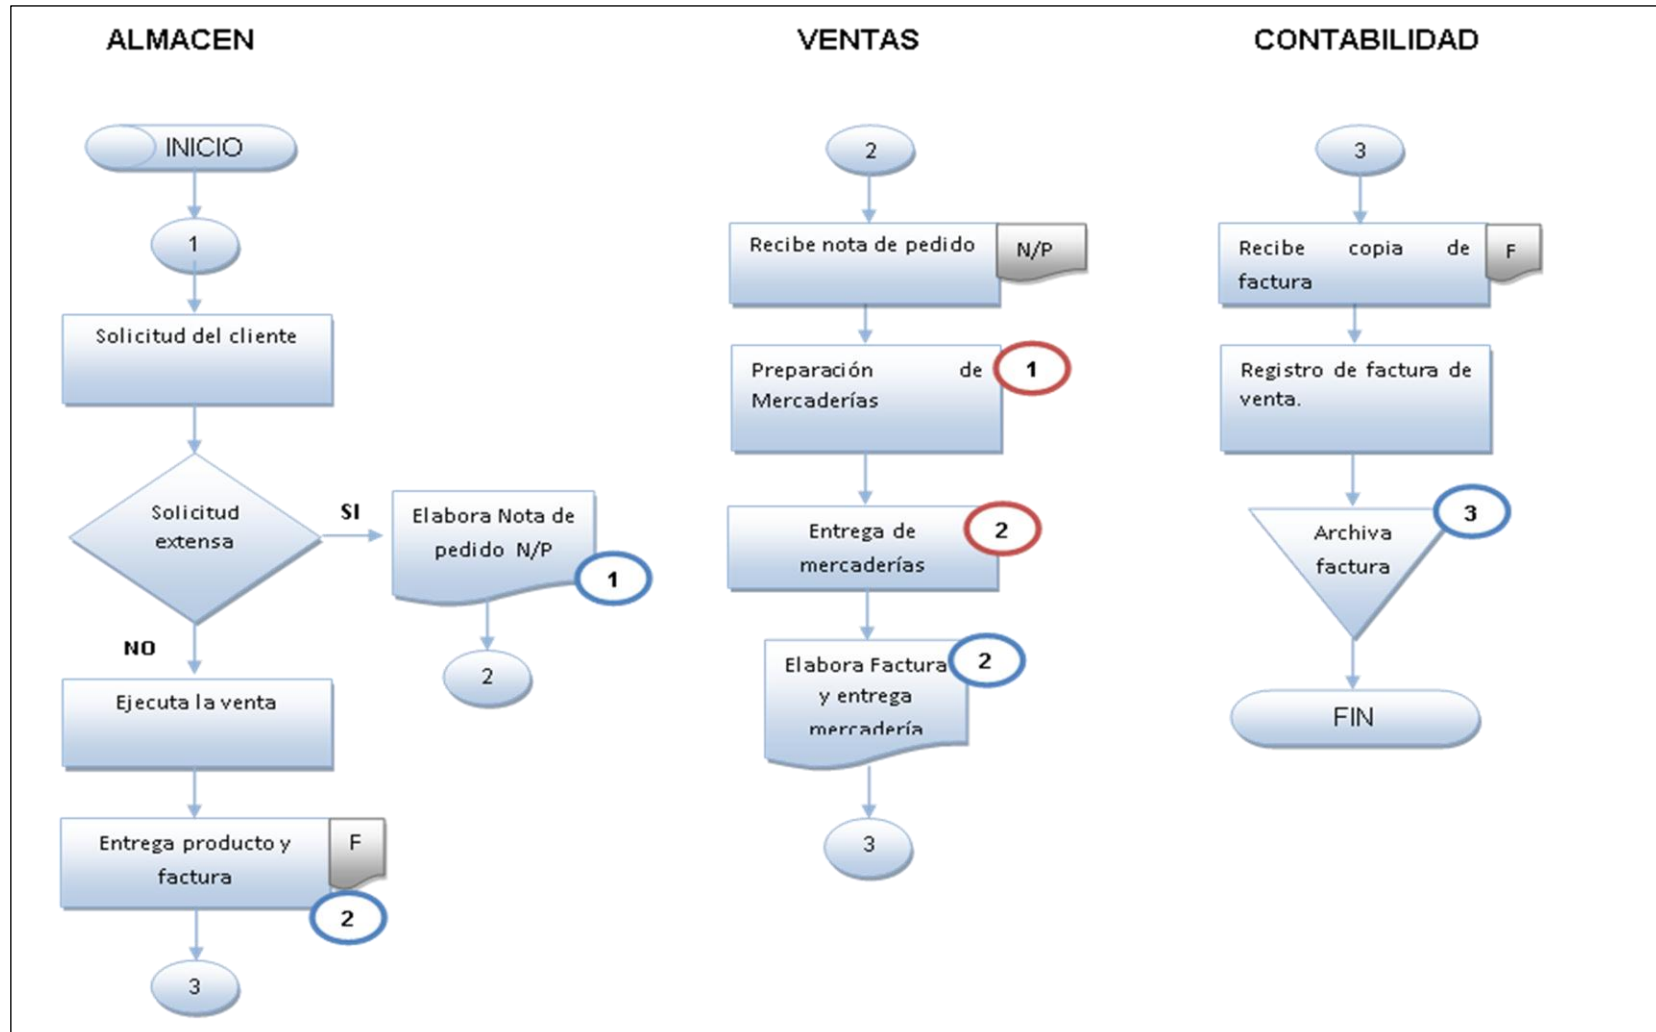 ALMACEN
INICIO
1
Solicitud del cliente
Solicitud
extensa
SI
Elabora Nota de
pedido N/P
1
2
NO
Ejecuta la venta
Entrega producto y
factura
F
2
3
VENTAS
2
Recibe nota de pedido
N/P
Preparación de
Mercaderías
1
Entrega de
mercaderías
2
Elabora Factura
y entrega
mercadería
2
3
CONTABILIDAD
3
Recibe copia de
factura
F
Registro de factura de
venta.
Archiva
factura
3
FIN